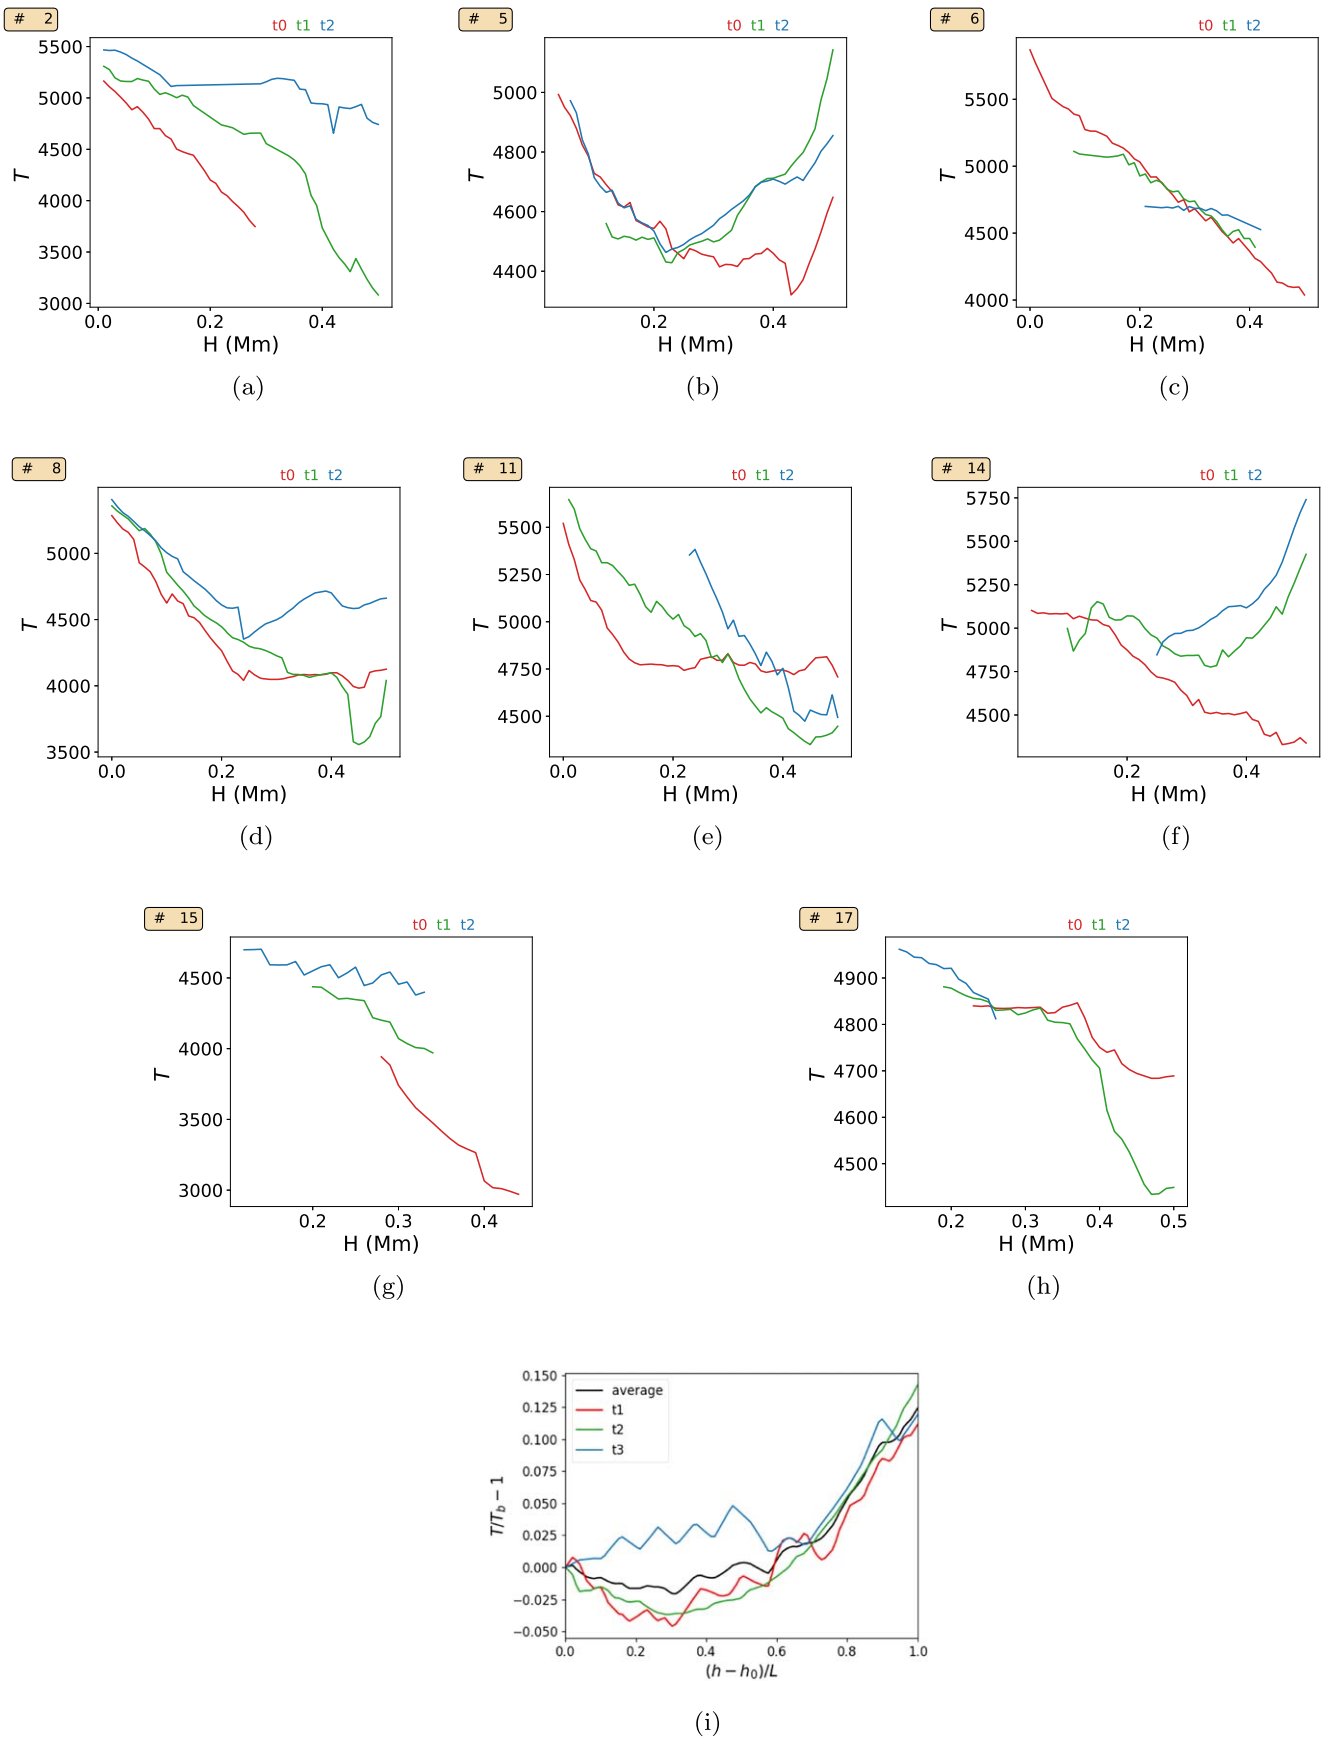 # 2
t0 t1 t2
5500
5000
4500
4000
3500
3000
T
0.0 0.2 0.4
H (Mm)
(a)
# 5
t0 t1 t2
5000
4800
4600
4400
T
0.2 0.4
H (Mm)
(b)
# 6
t0 t1 t2
5500
5000
4500
4000
T
0.0 0.2 0.4
H (Mm)
(c)
# 8
t0 t1 t2
5000
4500
4000
3500
T
0.0 0.2 0.4
H (Mm)
(d)
# 11
t0 t1 t2
5500
5250
5000
4750
4500
T
0.0 0.2 0.4
H (Mm)
(e)
# 14
t0 t1 t2
5750
5500
5250
5000
4750
4500
T
0.2 0.4
H (Mm)
(f)
# 15
t0 t1 t2
4500
4000
3500
3000
T
0.2 0.3 0.4
H (Mm)
(g)
# 17
t0 t1 t2
4900
4800
4700
4600
4500
T
0.2 0.3 0.4 0.5
H (Mm)
(h)
0.150
0.125
0.100
0.075
0.050
0.025
0.000
−0.025
−0.050
T/T_b − 1
average
t1
t2
t3
0.0 0.2 0.4 0.6 0.8 1.0
(h − h₀)/L
(i)